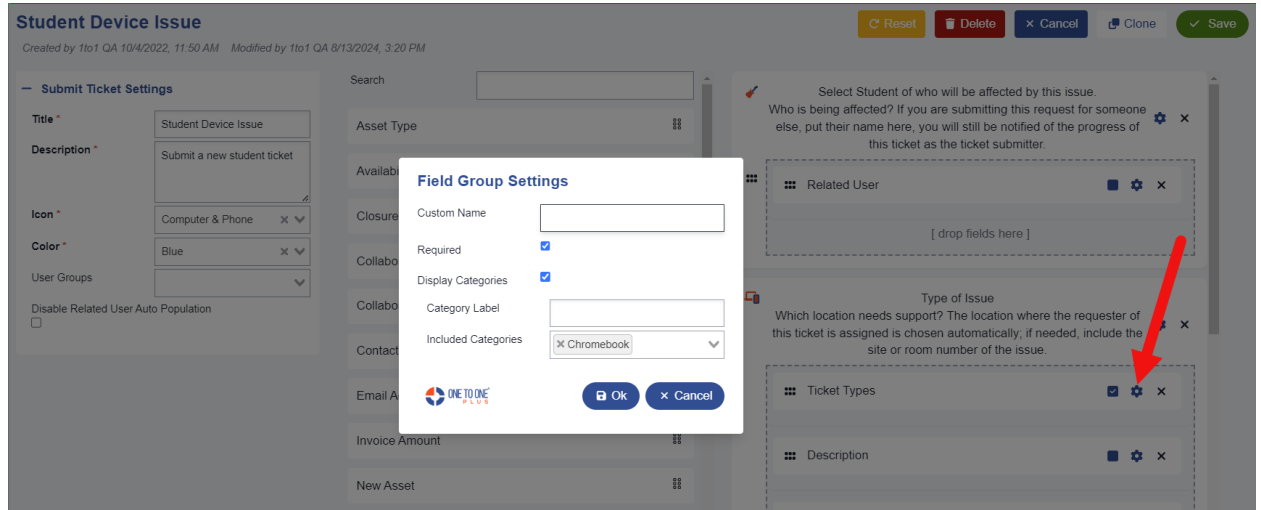 Student Device Issue
Reset
Delete
× Cancel
Clone
Save
Created by 1to1 QA 10/4/2022, 11:50 AM Modified by 1to1 QA 8/13/2024, 3:20 PM
Submit Ticket Settings
Title *
Student Device Issue
Description *
Submit a new student ticket
Icon *
Computer & Phone
Color *
Blue
User Groups
Disable Related User Auto Population
Search
Asset Type
Availabi
Closure
Collabo
Collabo
Contact
Email A
Invoice Amount
New Asset
Field Group Settings
Custom Name
Required
Display Categories
Category Label
Included Categories
× Chromebook
ONE TO ONE
PLUS
Ok
× Cancel
Select Student of who will be affected by this issue.
Who is being affected? If you are submitting this request for someone
else, put their name here, you will still be notified of the progress of
this ticket as the ticket submitter.
Related User
[ drop fields here ]
Type of Issue
Which location needs support? The location where the requester of
this ticket is assigned is chosen automatically; if needed, include the
site or room number of the issue.
Ticket Types
Description